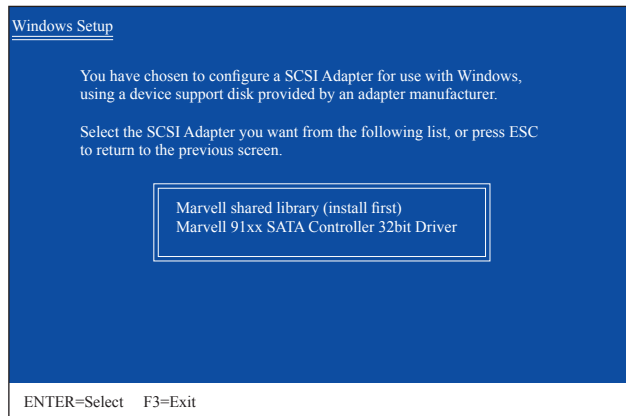 Windows Setup
You have chosen to configure a SCSI Adapter for use with Windows,
using a device support disk provided by an adapter manufacturer.
Select the SCSI Adapter you want from the following list, or press ESC
to return to the previous screen.
Marvell shared library (install first)
Marvell 91xx SATA Controller 32bit Driver
ENTER=Select F3=Exit